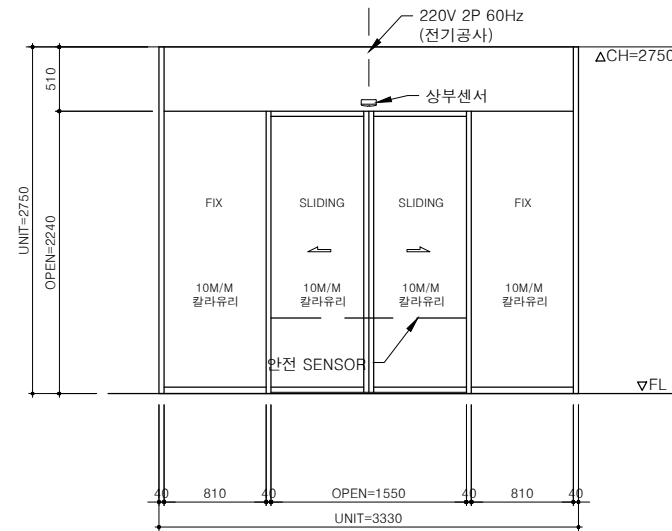 220V 2P 60Hz
(전기공사)
△CH=2750
510
상부센서
UNIT=2750
OPEN=2240
FIX
SLIDING
SLIDING
FIX
10M/M
칼라유리
10M/M
칼라유리
10M/M
칼라유리
10M/M
칼라유리
안전 SENSOR
▽FL
40
810
40
OPEN=1550
40
810
40
UNIT=3330